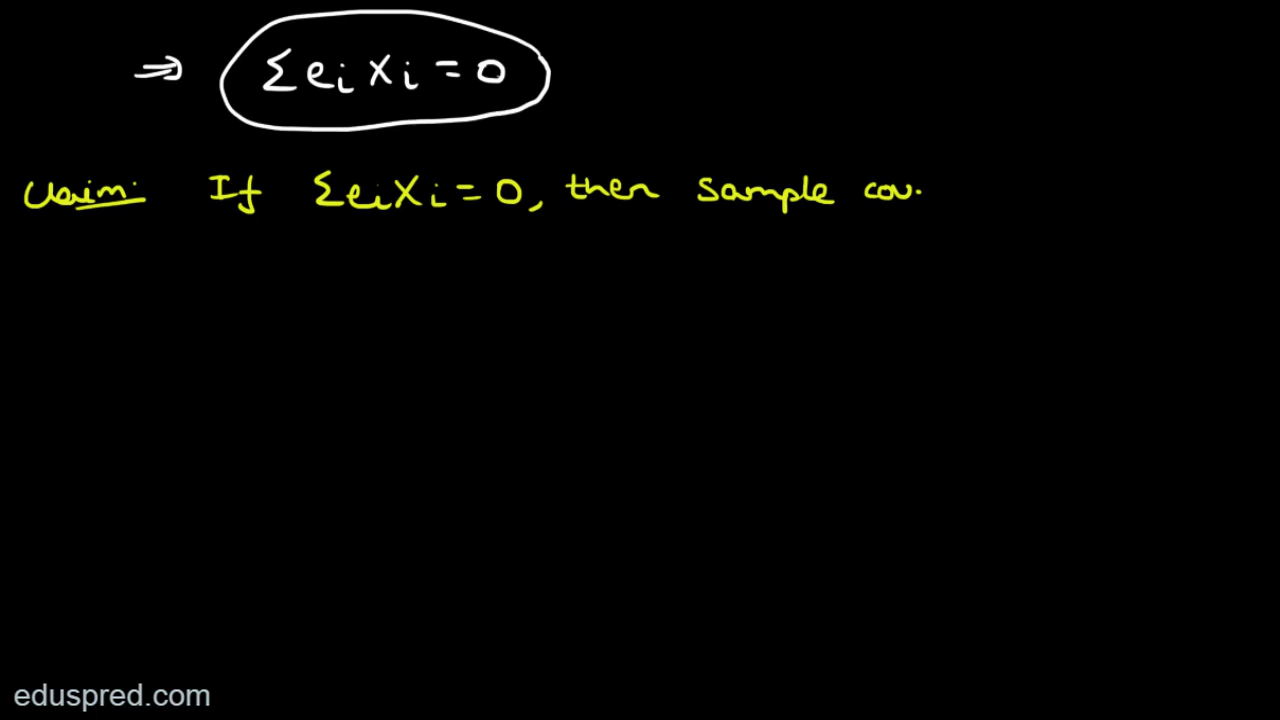 ⇒ Σeᵢxᵢ = 0
Claim: If Σeᵢxᵢ = 0, then sample cov.
eduspred.com